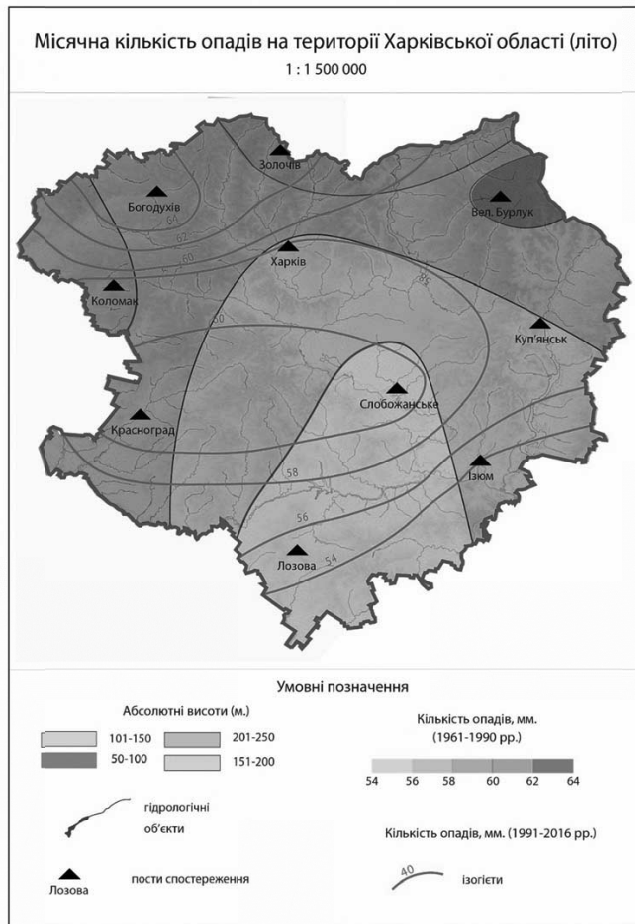 Місячна кількість опадів на території Харківської області (літо)
1 : 1 500 000
Золочів
Богодухів
Вел. Бурлук
64
62
60
Харків
58
Коломак
60
Куп'янськ
Слобожанське
Красноград
58
Ізюм
56
54
Лозова
Умовні позначення
Абсолютні висоти (м.)
101-150
201-250
50-100
151-200
гідрологічні
об'єкти
Лозова
пости спостереження
Кількість опадів, мм.
(1961-1990 рр.)
54 56 58 60 62 64
Кількість опадів, мм. (1991-2016 рр.)
40
ізогієти